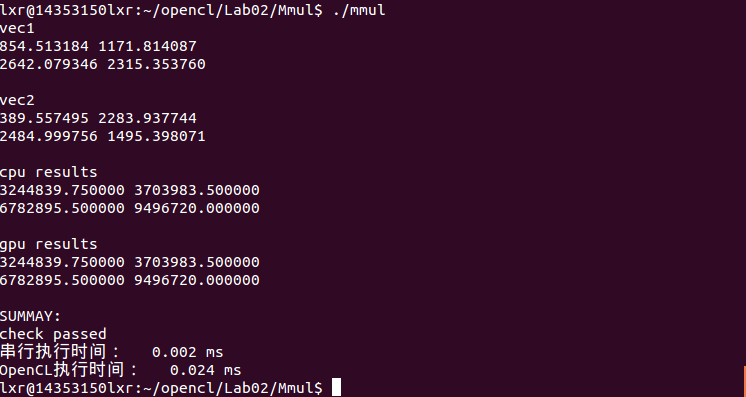 lxr@14353150lxr:~/opencl/Lab02/Mmul$ ./mmul
vec1
854.513184 1171.814087
2642.079346 2315.353760
vec2
389.557495 2283.937744
2484.999756 1495.398071
cpu results
3244839.750000 3703983.500000
6782895.500000 9496720.000000
gpu results
3244839.750000 3703983.500000
6782895.500000 9496720.000000
SUMMAY:
check passed
串行执行时间： 0.002 ms
OpenCL执行时间： 0.024 ms
lxr@14353150lxr:~/opencl/Lab02/Mmul$